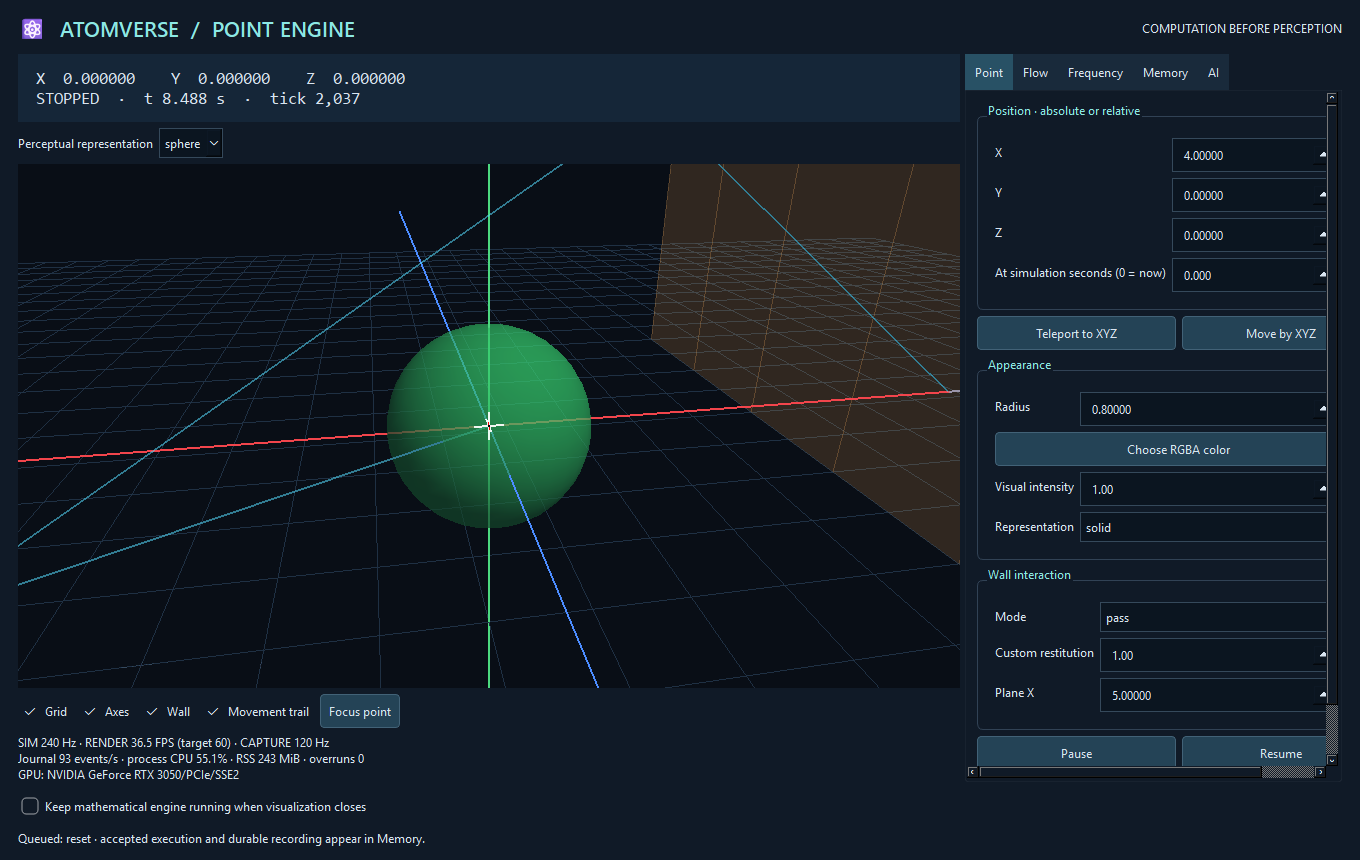 ATOMVERSE / POINT ENGINE
COMPUTATION BEFORE PERCEPTION
X 0.000000 Y 0.000000 Z 0.000000
STOPPED · t 8.488 s · tick 2,037
Perceptual representation sphere
Point Flow Frequency Memory AI
Position · absolute or relative
X 4.00000
Y 0.00000
Z 0.00000
At simulation seconds (0 = now) 0.000
Teleport to XYZ Move by XYZ
Appearance
Radius 0.80000
Choose RGBA color
Visual intensity 1.00
Representation solid
Wall interaction
Mode pass
Custom restitution 1.00
Plane X 5.00000
Pause Resume
Grid Axes Wall Movement trail Focus point
SIM 240 Hz · RENDER 36.5 FPS (target 60) · CAPTURE 120 Hz
Journal 93 events/s · process CPU 55.1% · RSS 243 MiB · overruns 0
GPU: NVIDIA GeForce RTX 3050/PCIe/SSE2
Keep mathematical engine running when visualization closes
Queued: reset · accepted execution and durable recording appear in Memory.